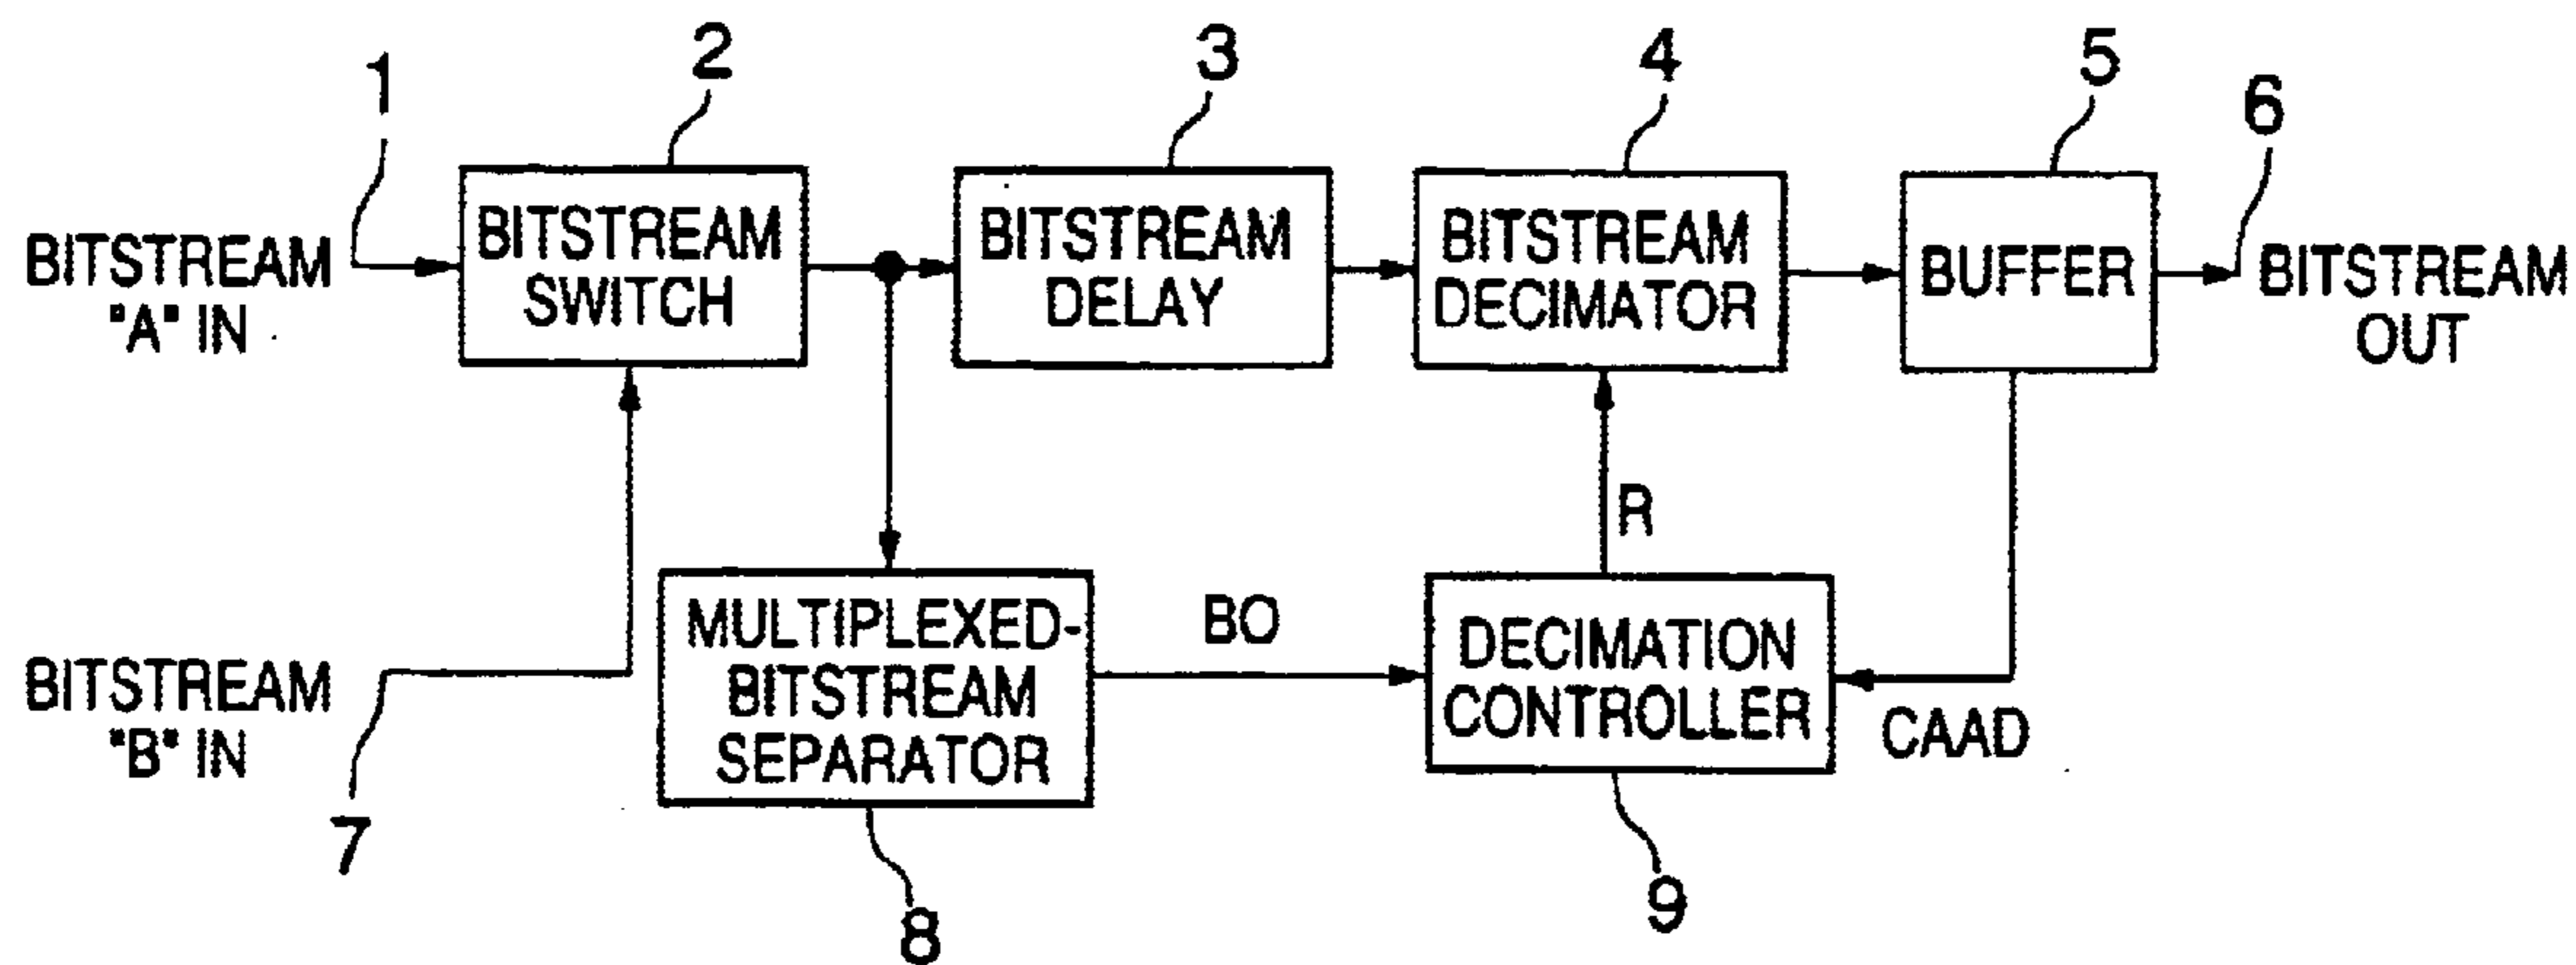 1
2
3
4
5
6
BITSTREAM
"A" IN
BITSTREAM
SWITCH
BITSTREAM
DELAY
BITSTREAM
DECIMATOR
BUFFER
BITSTREAM
OUT
R
BITSTREAM
"B" IN
MULTIPLEXED-
BITSTREAM
SEPARATOR
BO
DECIMATION
CONTROLLER
CAAD
7
8
9